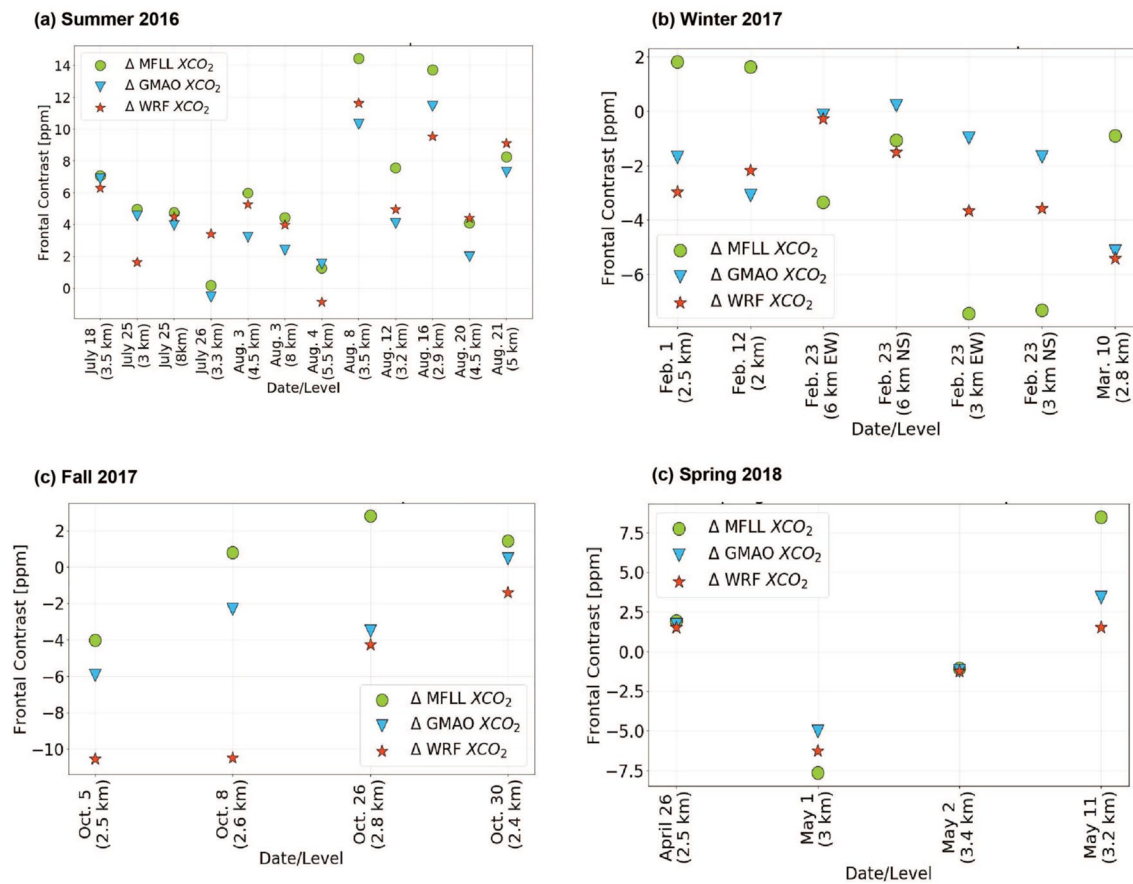 (a) Summer 2016
Frontal Contrast [ppm]
14
12
10
8
6
4
2
0
Δ MFLL XCO2
Δ GMAO XCO2
Δ WRF XCO2
July 18
(3.5 km)
July 25
(3 km)
July 25
(8km)
July 26
(3.3 km)
Aug. 3
(4.5 km)
Aug. 3
(8 km)
Aug. 4
(5.5 km)
Aug. 8
(3.5 km)
Aug. 12
(3.2 km)
Aug. 16
(2.9 km)
Aug. 20
(4.5 km)
Aug. 21
(5 km)
Date/Level
(b) Winter 2017
Frontal Contrast [ppm]
2
0
−2
−4
−6
Δ MFLL XCO2
Δ GMAO XCO2
Δ WRF XCO2
Feb. 1
(2.5 km)
Feb. 12
(2 km)
Feb. 23
(6 km EW)
Feb. 23
(6 km NS)
Feb. 23
(3 km EW)
Feb. 23
(3 km NS)
Mar. 10
(2.8 km)
Date/Level
(c) Fall 2017
Frontal Contrast [ppm]
2
0
−2
−4
−6
−8
−10
Δ MFLL XCO2
Δ GMAO XCO2
Δ WRF XCO2
Oct. 5
(2.5 km)
Oct. 8
(2.6 km)
Oct. 26
(2.8 km)
Oct. 30
(2.4 km)
Date/Level
(c) Spring 2018
Frontal Contrast [ppm]
7.5
5.0
2.5
0.0
−2.5
−5.0
−7.5
Δ MFLL XCO2
Δ GMAO XCO2
Δ WRF XCO2
April 26
(2.5 km)
May 1
(3 km)
May 2
(3.4 km)
May 11
(3.2 km)
Date/Level